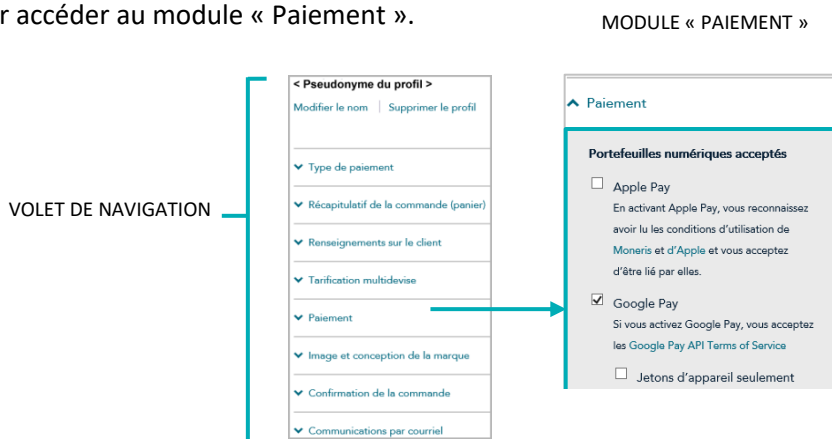 r accéder au module « Paiement ».
MODULE « PAIEMENT »
VOLET DE NAVIGATION
< Pseudonyme du profil >
Modifier le nom | Supprimer le profil
Type de paiement
Récapitulatif de la commande (panier)
Renseignements sur le client
Tarification multidevise
Paiement
Image et conception de la marque
Confirmation de la commande
Communications par courriel
Paiement
Portefeuilles numériques acceptés
Apple Pay
En activant Apple Pay, vous reconnaissez
avoir lu les conditions d'utilisation de
Moneris et d'Apple et vous acceptez
d'être lié par elles.
Google Pay
Si vous activez Google Pay, vous acceptez
les Google Pay API Terms of Service
Jetons d'appareil seulement